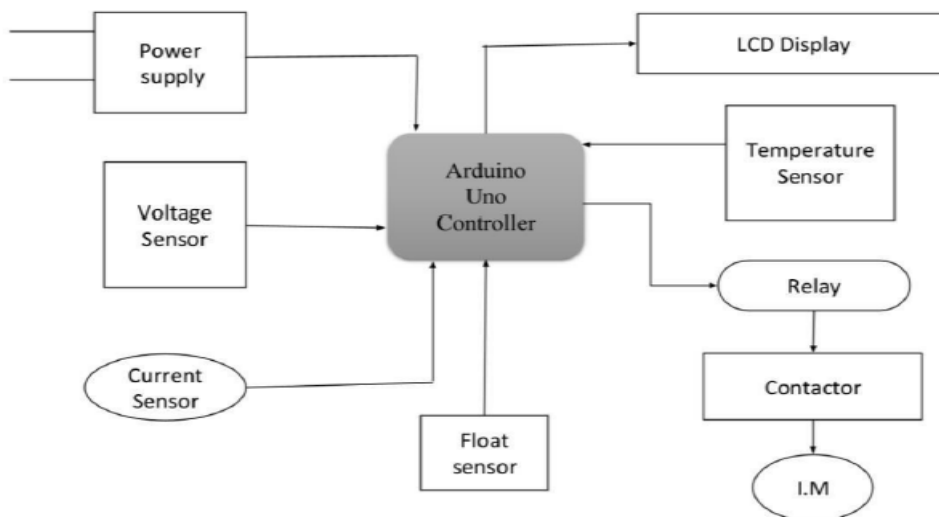 Power
supply
LCD Display
Arduino
Uno
Controller
Temperature
Sensor
Voltage
Sensor
Relay
Current
Sensor
Contactor
Float
sensor
I.M